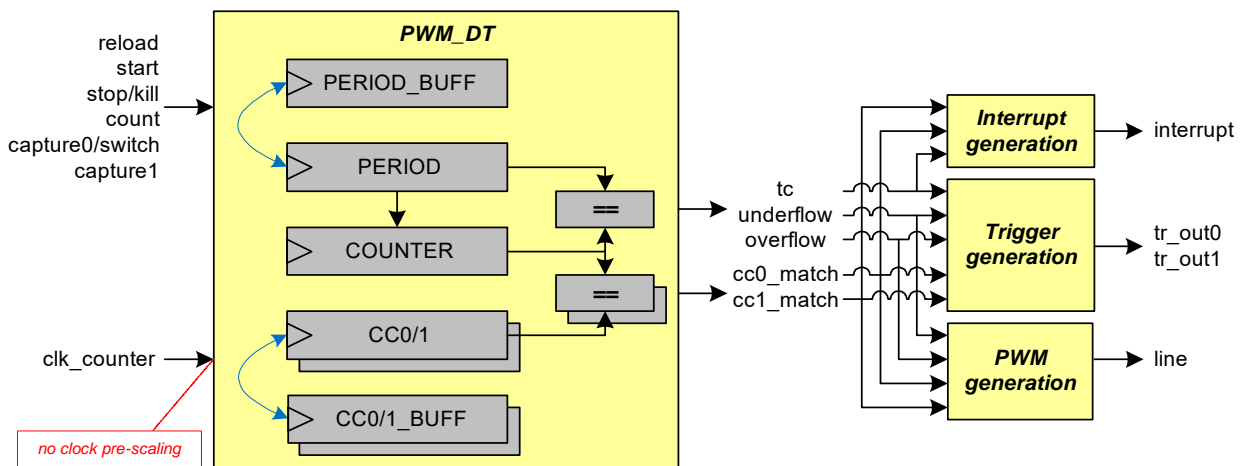 reload
start
stop/kill
count
capture0/switch
capture1
clk_counter
no clock pre-scaling
PWM_DT
PERIOD_BUFF
PERIOD
==
COUNTER
==
CC0/1
CC0/1_BUFF
tc
underflow
overflow
cc0_match
cc1_match
Interrupt
generation
interrupt
Trigger
generation
tr_out0
tr_out1
PWM
generation
line